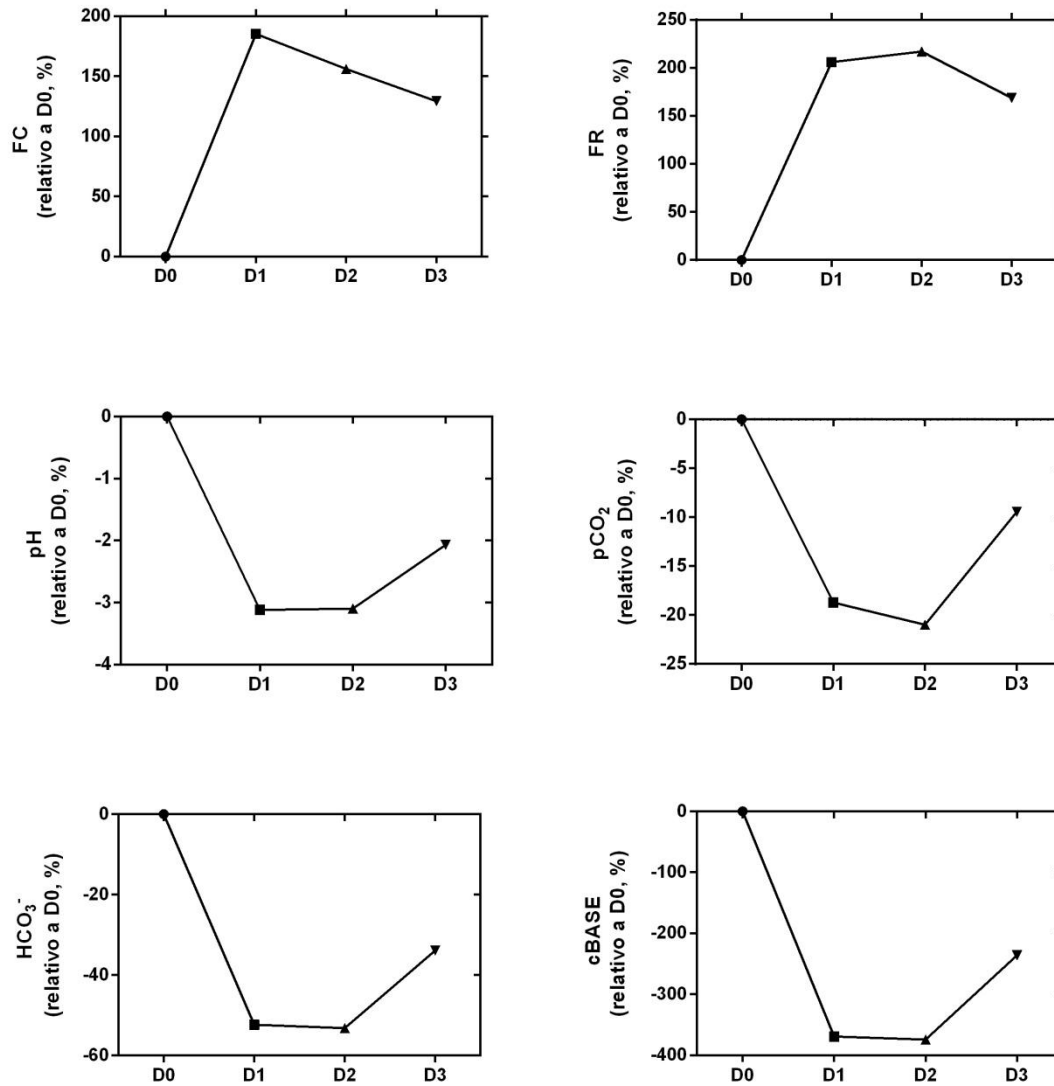 FC
(relativo a D0, %)
200
150
100
50
0
D0 D1 D2 D3
FR
(relativo a D0, %)
250
200
150
100
50
0
D0 D1 D2 D3
pH
(relativo a D0, %)
0
-1
-2
-3
-4
D0 D1 D2 D3
pCO₂
(relativo a D0, %)
0
-5
-10
-15
-20
-25
D0 D1 D2 D3
HCO₃⁻
(relativo a D0, %)
0
-20
-40
-60
D0 D1 D2 D3
cBASE
(relativo a D0, %)
0
-100
-200
-300
-400
D0 D1 D2 D3